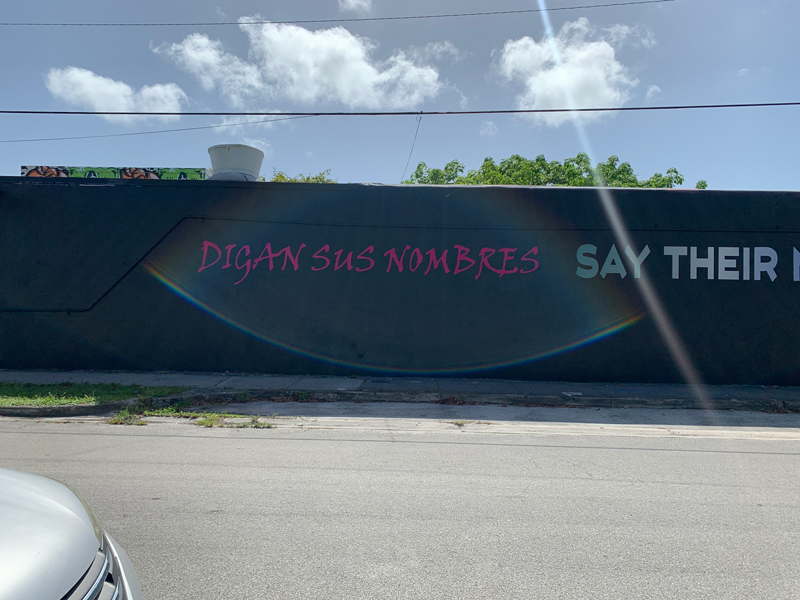 DIGAN SUS NOMBRES
SAY THEIR